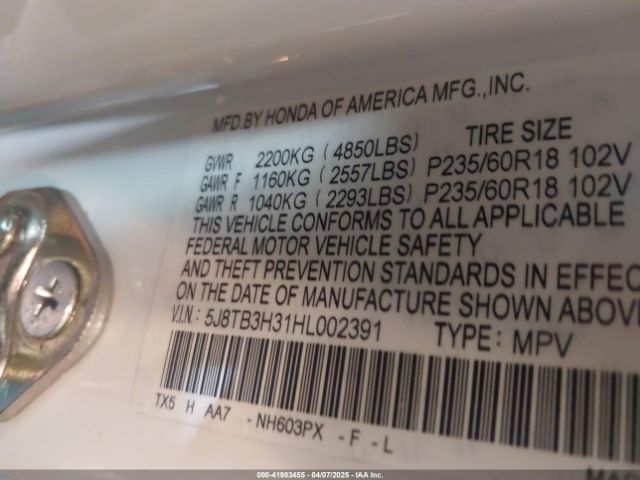 MFD.BY HONDA OF AMERICA MFG.,INC.
GVWR 2200KG (4850LBS) TIRE SIZE
GAWR F 1160KG (2557LBS) P235/60R18 102V
GAWR R 1040KG (2293LBS) P235/60R18 102V
THIS VEHICLE CONFORMS TO ALL APPLICABLE
FEDERAL MOTOR VEHICLE SAFETY
AND THEFT PREVENTION STANDARDS IN EFFEC
ON THE DATE OF MANUFACTURE SHOWN ABOVE
V.I.N.: 5J8TB3H31HL002391 TYPE: MPV
TX5 H AA7 -NH603PX -F -L
000-41983455 - 04/07/2025 - IAAI.COM